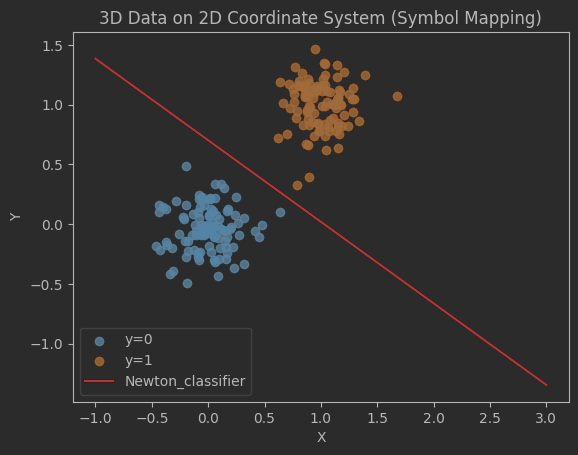 3D Data on 2D Coordinate System (Symbol Mapping)
1.5
1.0
0.5
0.0
−0.5
−1.0
Y
y=0
y=1
Newton_classifier
−1.0 −0.5 0.0 0.5 1.0 1.5 2.0 2.5 3.0
X